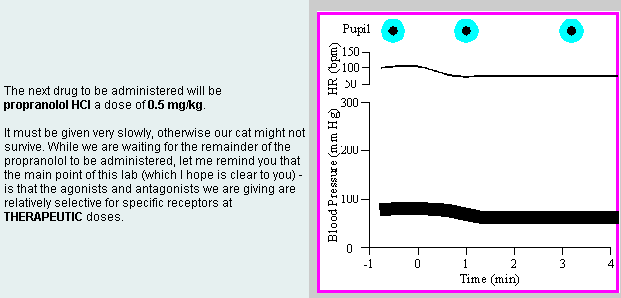 The next drug to be administered will be
propranolol HCl a dose of 0.5 mg/kg.
It must be given very slowly, otherwise our cat might not
survive. While we are waiting for the remainder of the
propranolol to be administered, let me remind you that
the main point of this lab (which I hope is clear to you) -
is that the agonists and antagonists we are giving are
relatively selective for specific receptors at
THERAPEUTIC doses.
Pupil
HR (bpm)
150
100
50
Blood Pressure (mm Hg)
300
200
100
0
-1 0 1 2 3 4
Time (min)